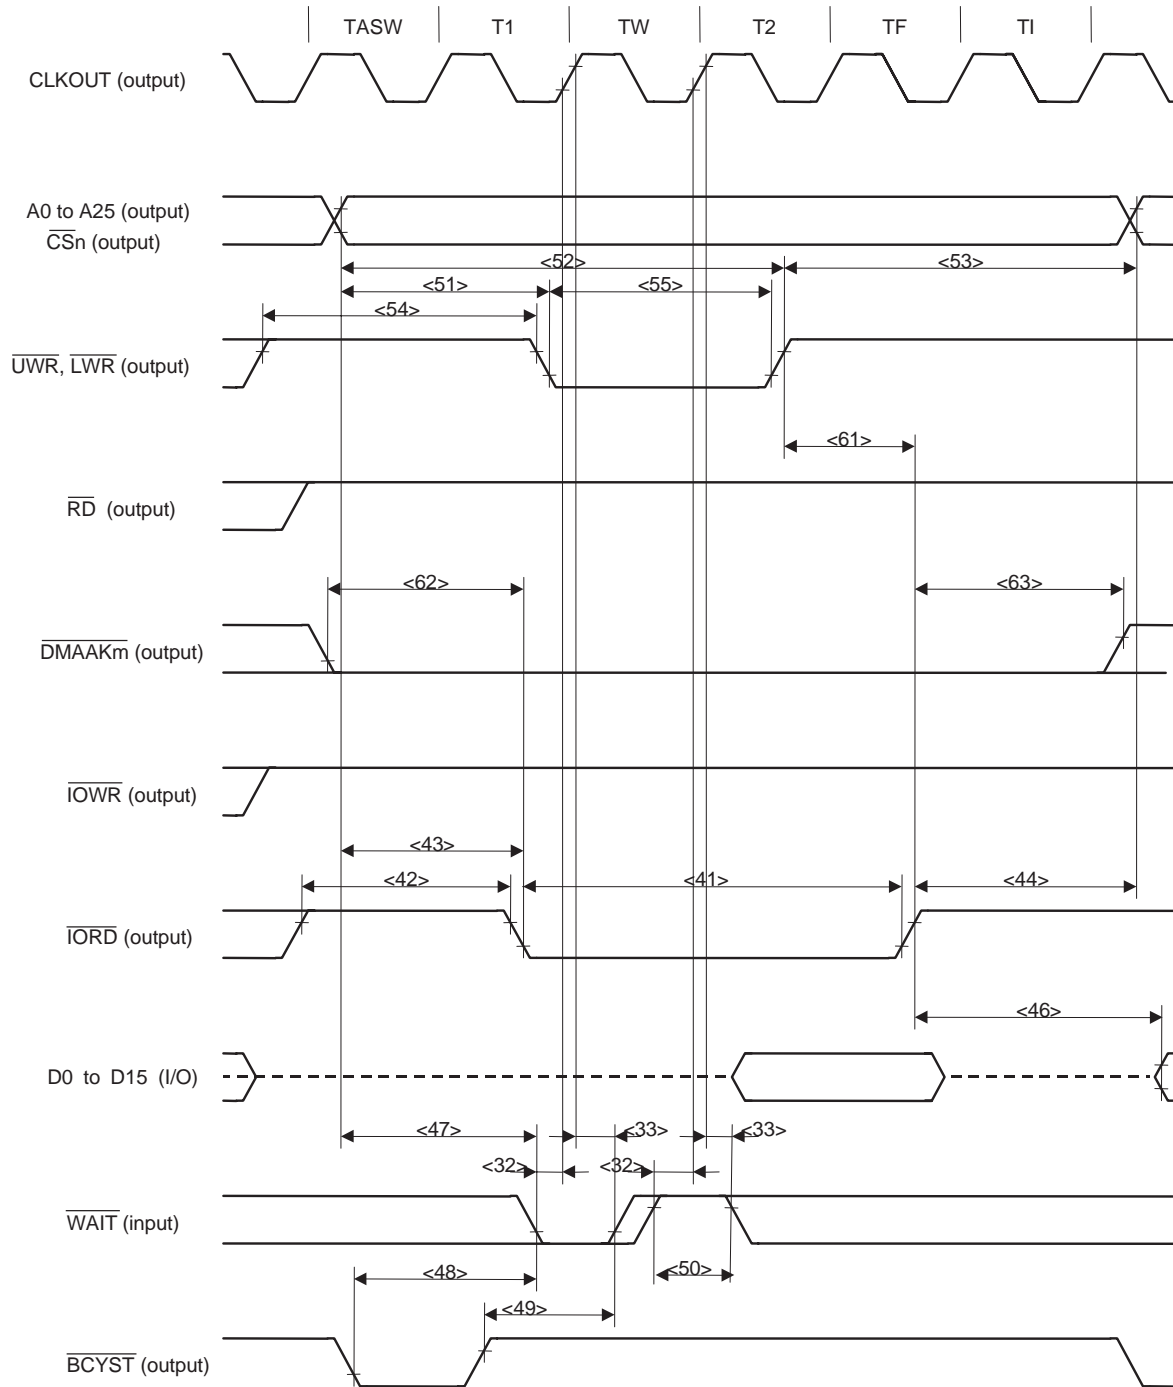 TASW T1 TW T2 TF TI
CLKOUT (output)
A0 to A25 (output)
CSn (output)
<52> <53>
<51> <55>
<54>
UWR, LWR (output)
<61>
RD (output)
<62> <63>
DMAAKm (output)
IOWR (output)
<43>
<42> <41> <44>
IORD (output)
<46>
D0 to D15 (I/O)
<47> <33> <33>
<32> <32>
WAIT (input)
<48> <50>
<49>
BCYST (output)